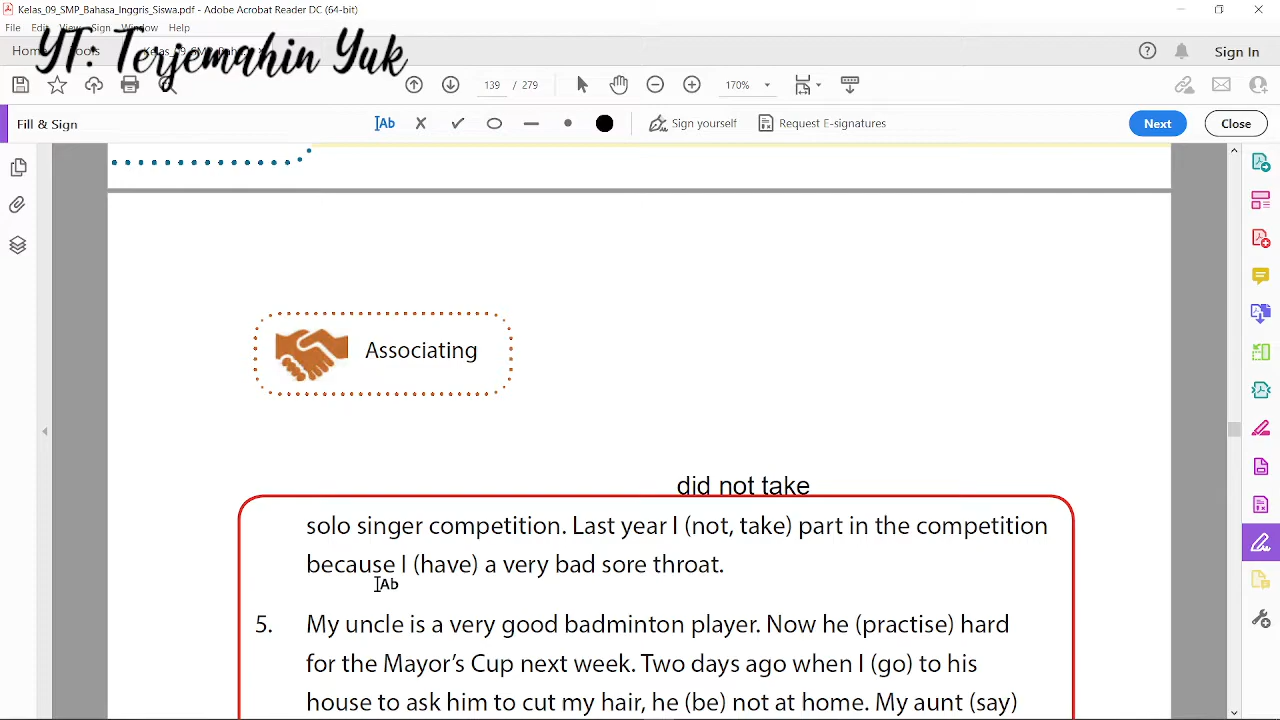 Kelas_09_SMP_Bahasa_Inggris_Siswa.pdf - Adobe Acrobat Reader DC (64-bit)
File Edit View Sign Window Help
YT: Terjemahin Yuk
Sign In
139 / 279
170%
Fill & Sign
Ab
Sign yourself
Request E-signatures
Next
Close
Associating
did not take
solo singer competition. Last year I (not, take) part in the competition
because I (have) a very bad sore throat.
Ab
5. My uncle is a very good badminton player. Now he (practise) hard
for the Mayor's Cup next week. Two days ago when I (go) to his
house to ask him to cut my hair, he (be) not at home. My aunt (say)